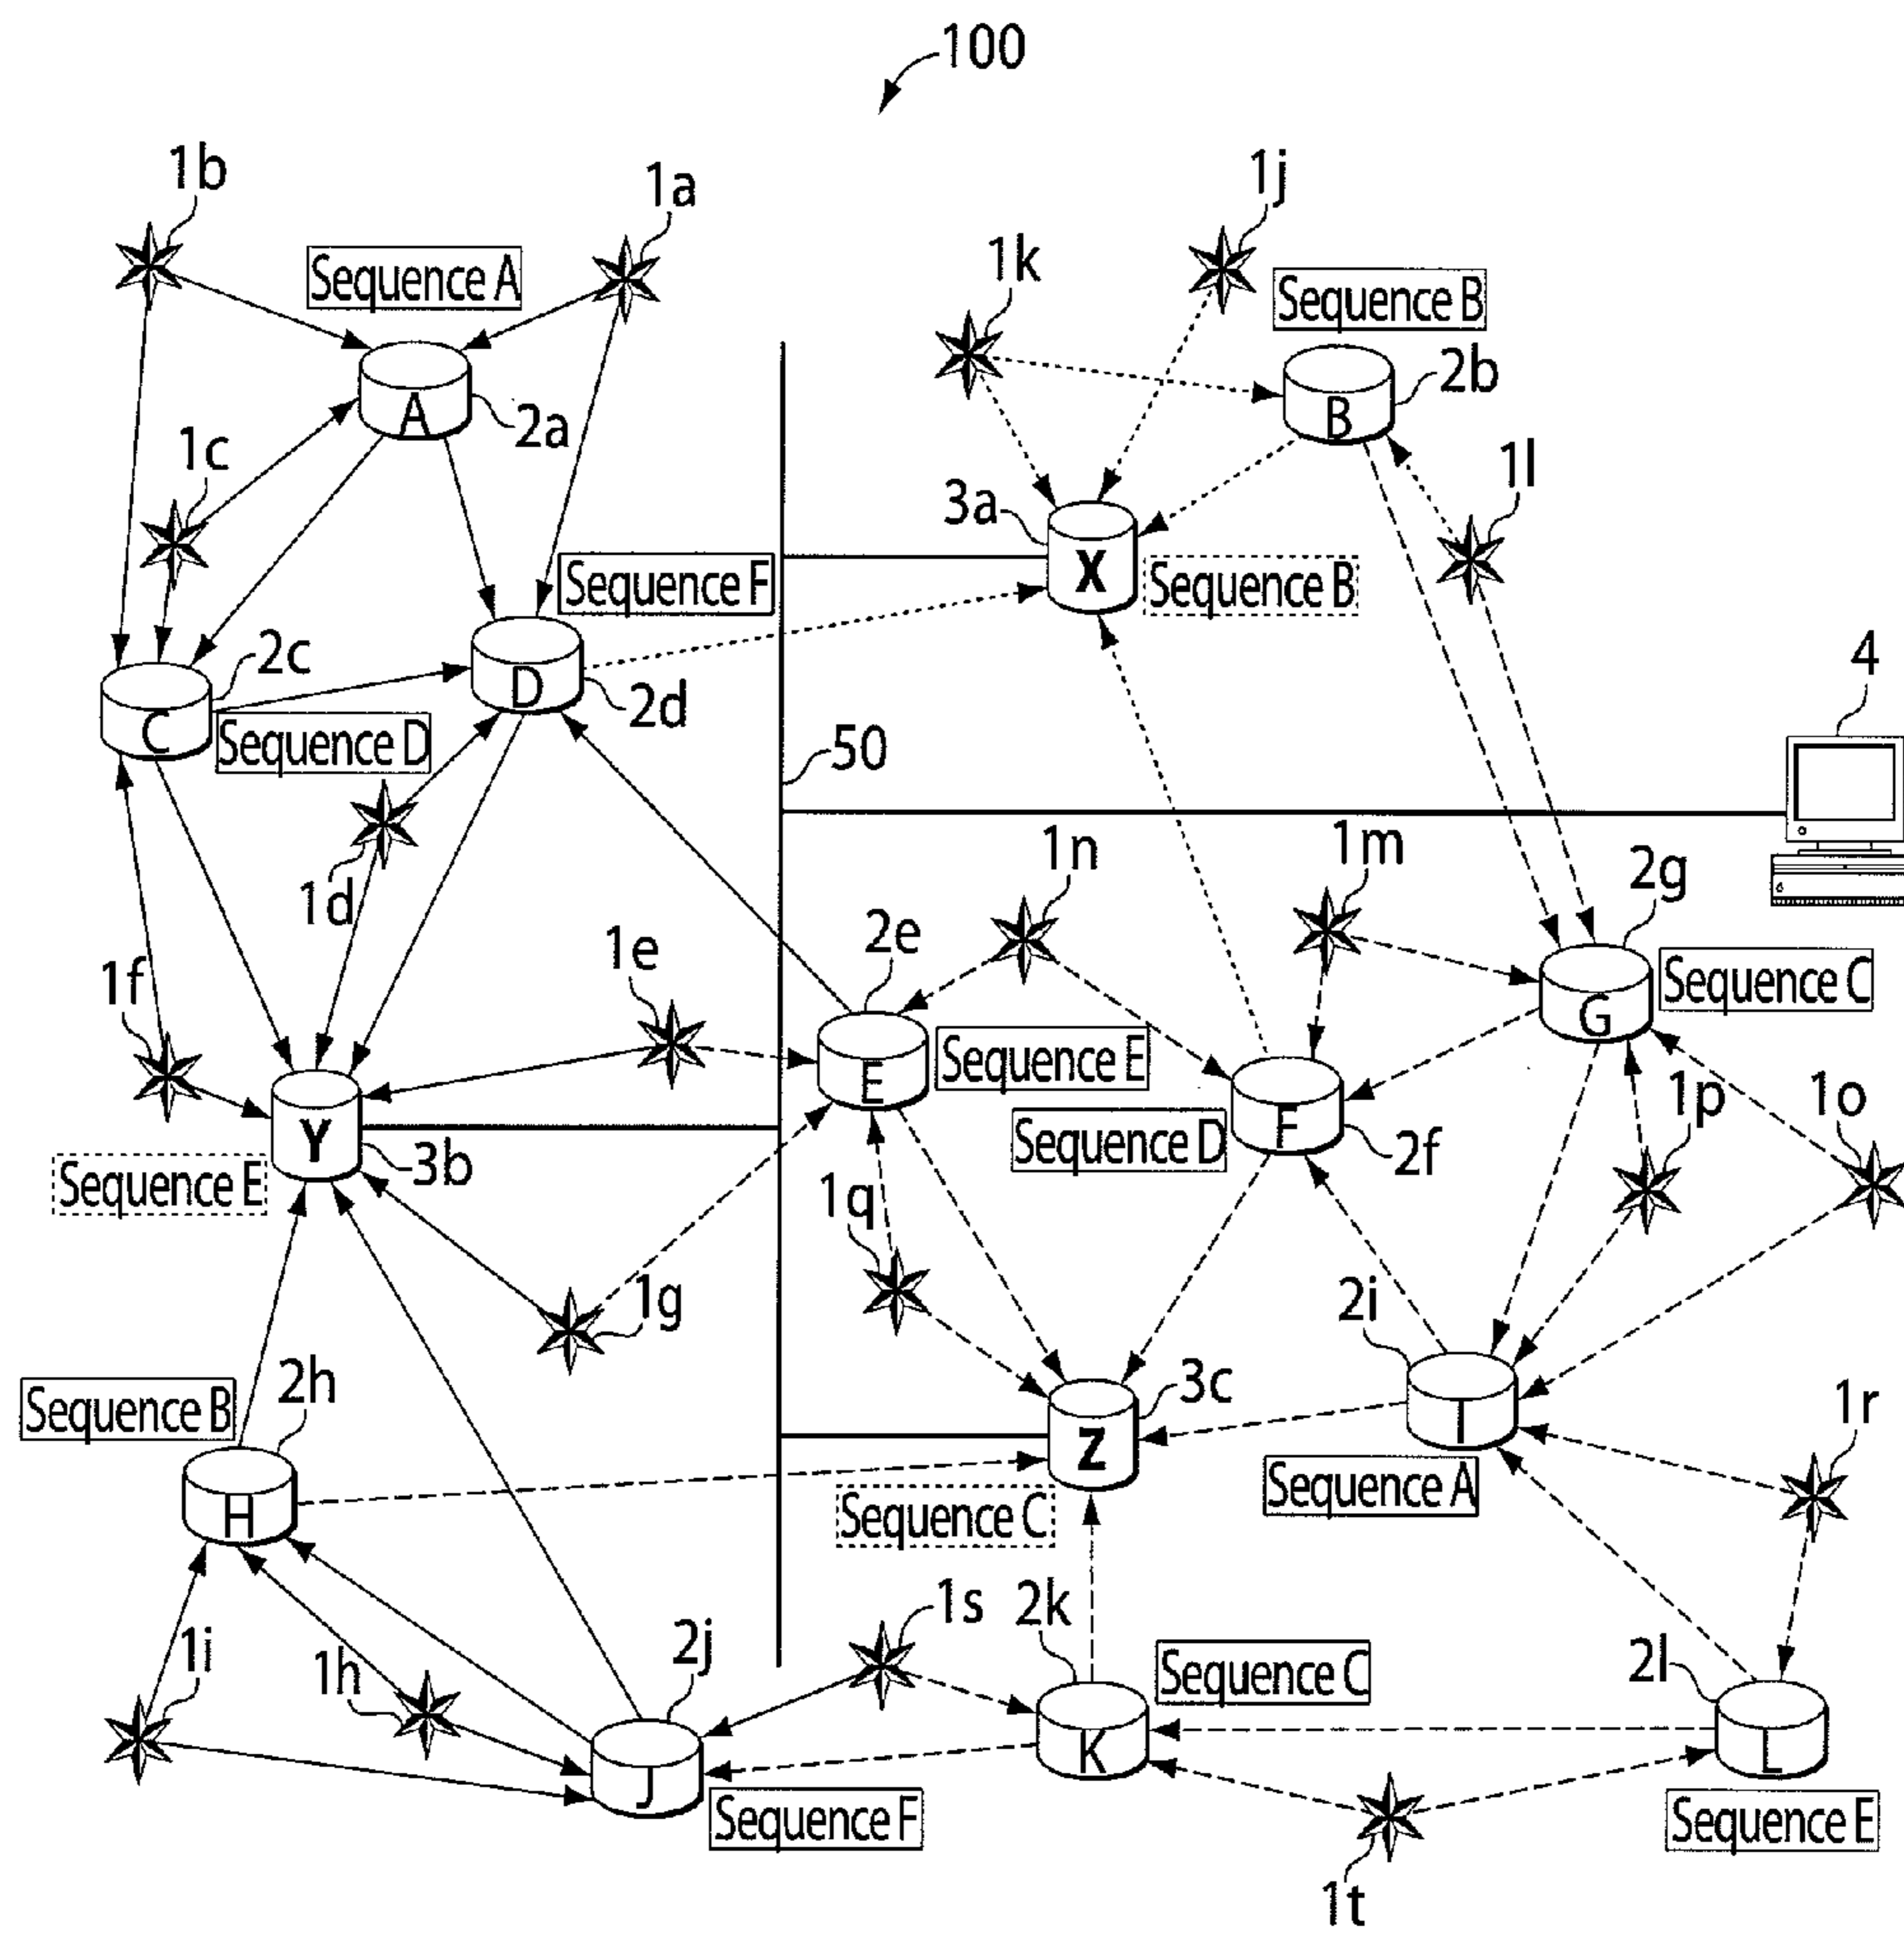 100
1b
1a
1j
1k
Sequence A
Sequence B
A
2a
B
2b
1c
1l
3a
X
Sequence F
Sequence B
2c
D
2d
C
Sequence D
50
4
1d
1n
1m
2g
1f
1e
2e
G
Sequence C
E
Sequence E
Y
3b
F
Sequence D
2f
1p
1o
Sequence E
1q
1g
2i
2h
3c
Sequence B
I
1r
Z
Sequence A
H
Sequence C
1s
2k
1i
1h
2j
Sequence C
2l
K
L
J
Sequence F
Sequence E
1t